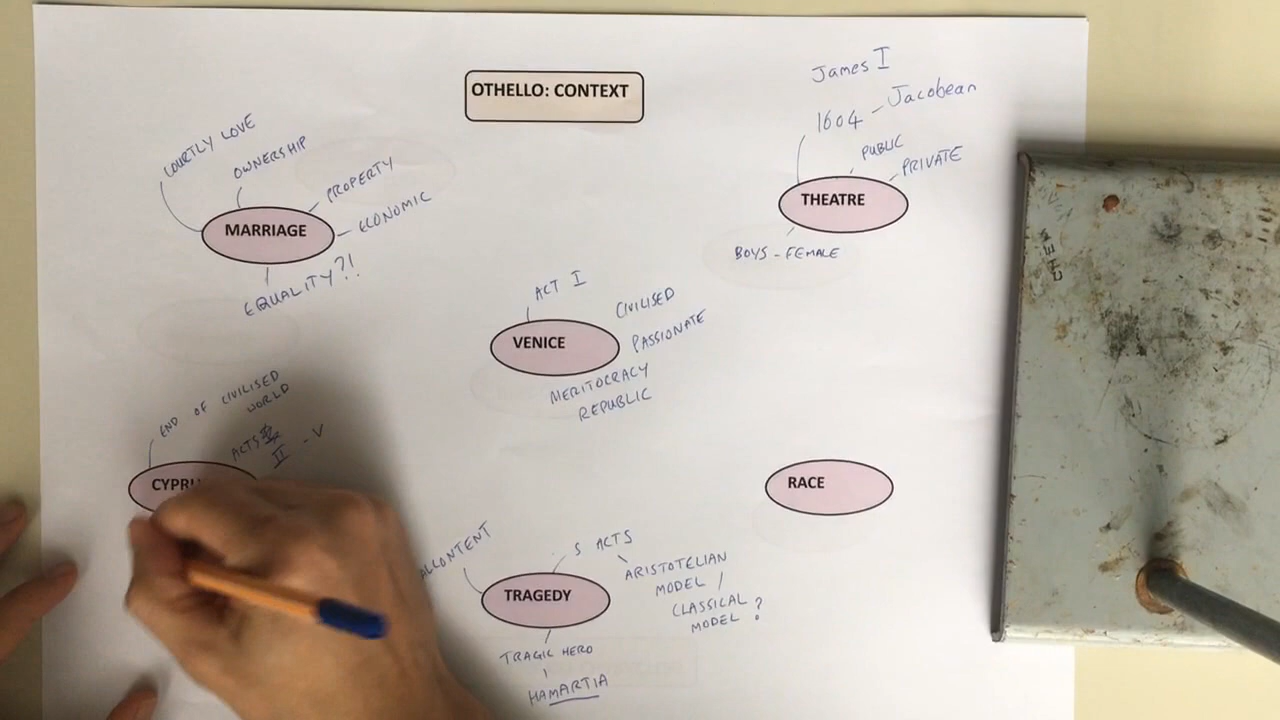 OTHELLO: CONTEXT
James I
1604 - Jacobean
PUBLIC
PRIVATE
THEATRE
BOYS - FEMALE
COURTLY LOVE
OWNERSHIP
PROPERTY
ECONOMIC
MARRIAGE
EQUALITY?!
ACT I
CIVILISED
PASSIONATE
VENICE
MERITOCRACY
REPUBLIC
END OF CIVILISED
WORLD
ACTS
II - V
RACE
5 ACTS
ARISTOTELIAN
MODEL /
CLASSICAL
MODEL ?
TRAGEDY
TRAGIC HERO
HAMARTIA